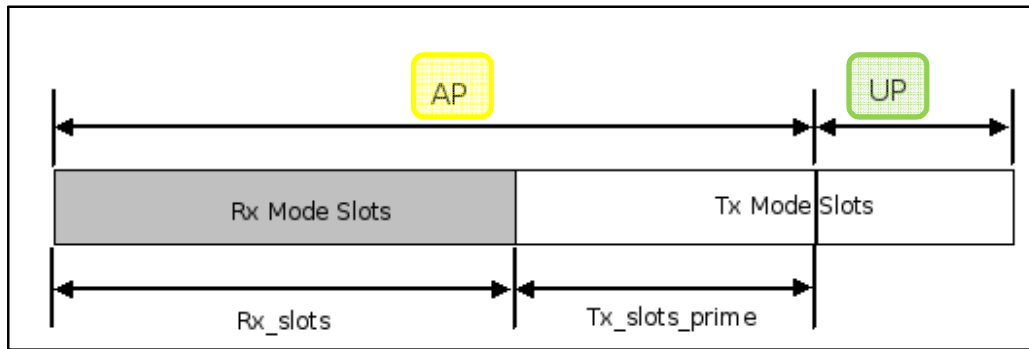 AP
UP
Rx Mode Slots
Tx Mode Slots
Rx_slots
Tx_slots_prime